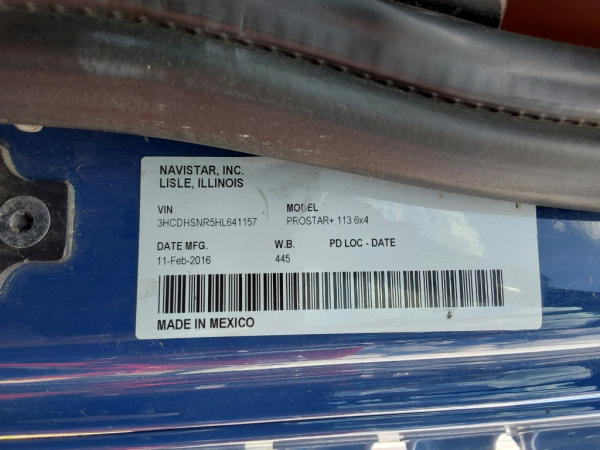 NAVISTAR, INC.
LISLE, ILLINOIS
VIN MODEL
3HCDHSNR5HL641157 PROSTAR+ 113 6x4
DATE MFG. W.B. PD LOC - DATE
11-Feb-2016 445
MADE IN MEXICO